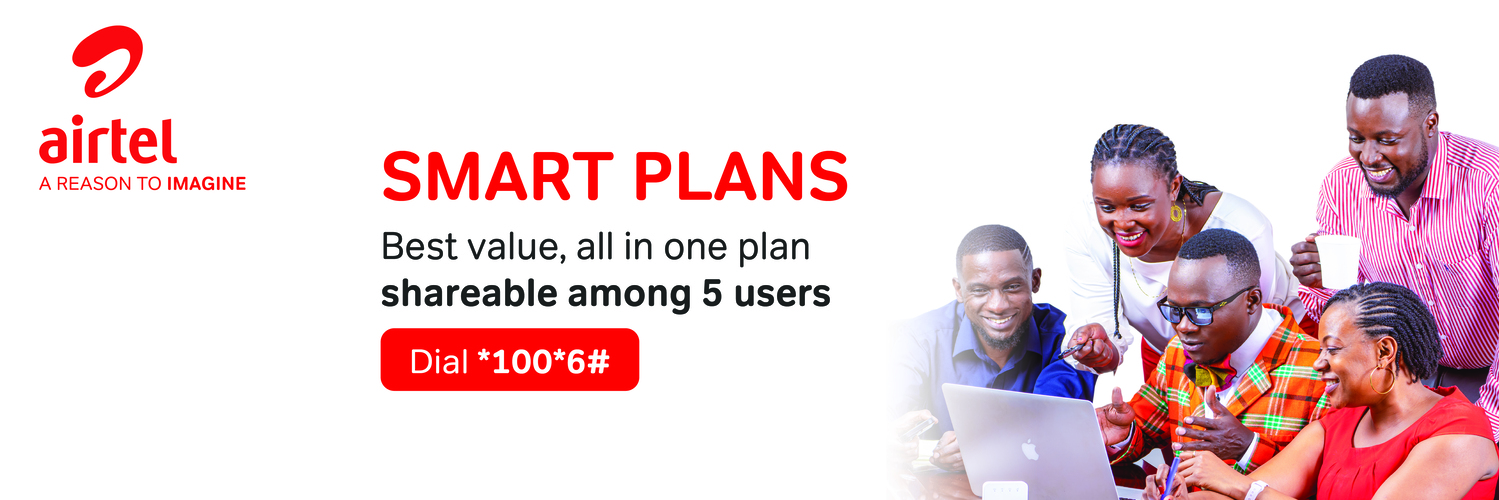 airtel
A REASON TO IMAGINE
SMART PLANS
Best value, all in one plan
shareable among 5 users
Dial *100*6#